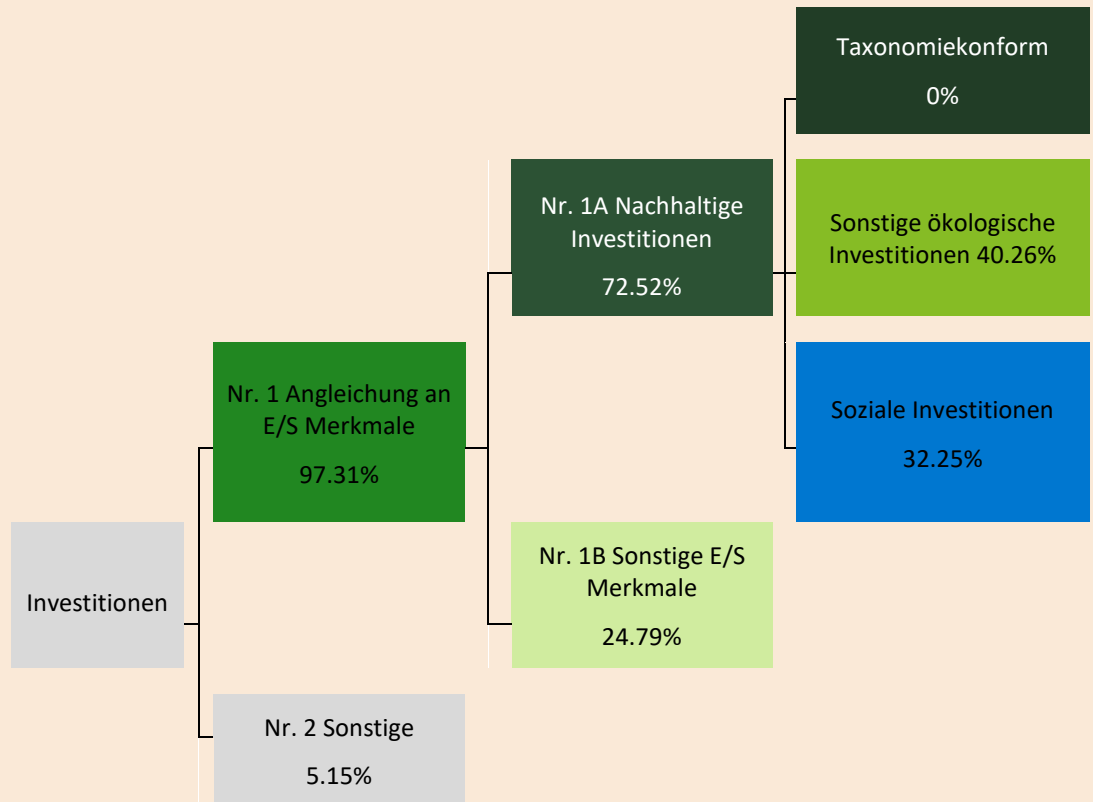 Taxonomiekonform
0%
Nr. 1A Nachhaltige
Investitionen
72.52%
Sonstige ökologische
Investitionen 40.26%
Nr. 1 Angleichung an
E/S Merkmale
97.31%
Soziale Investitionen
32.25%
Investitionen
Nr. 1B Sonstige E/S
Merkmale
24.79%
Nr. 2 Sonstige
5.15%